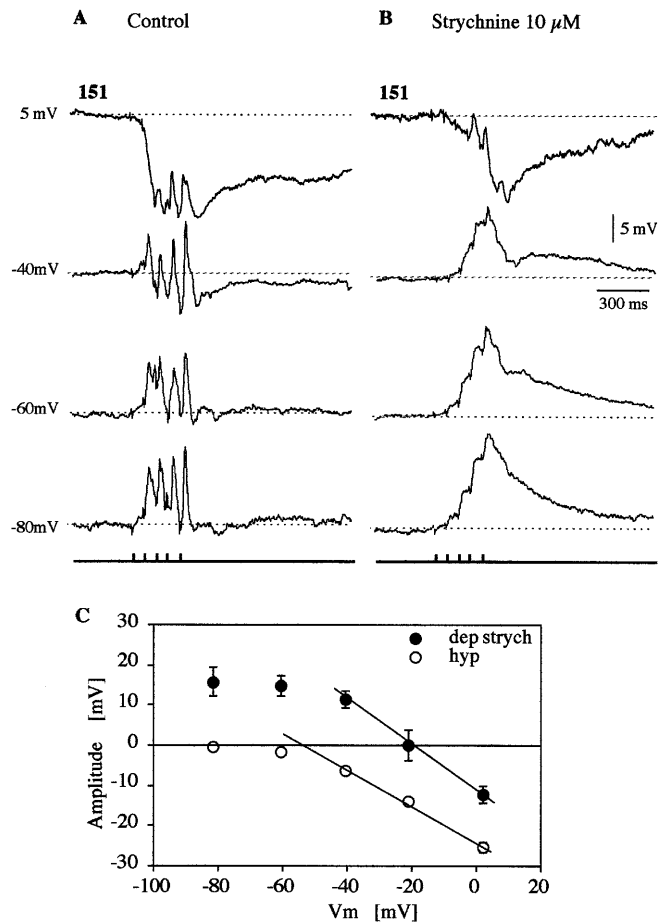 A Control
B Strychnine 10 µM
151
151
5 mV
5 mV
-40mV
300 ms
-60mV
-80mV
C
30
20
10
0
-10
-20
-30
Amplitude [mV]
dep strych
hyp
-100 -80 -60 -40 -20 0 20
Vm [mV]